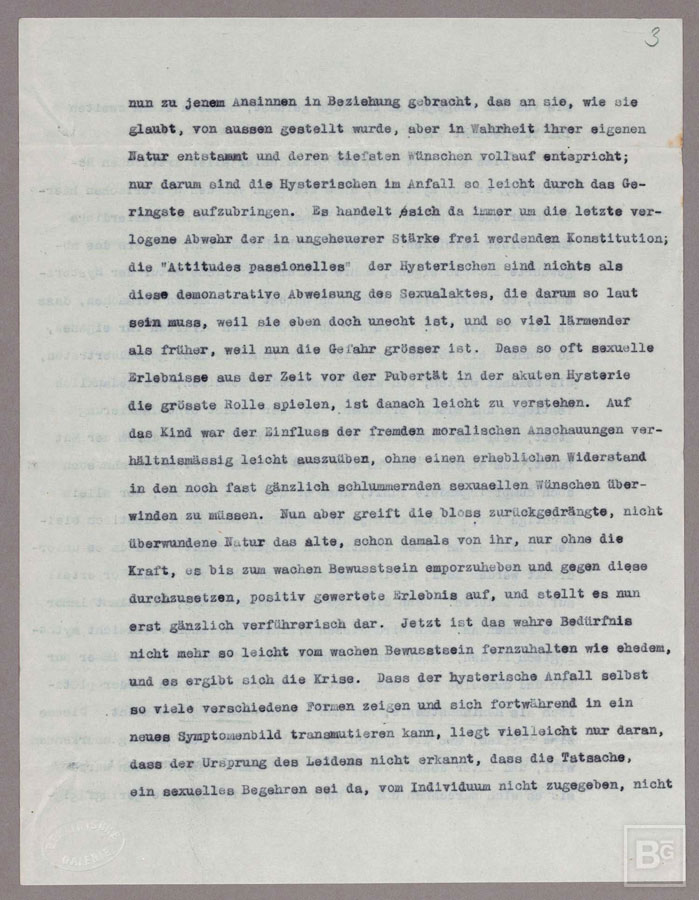 3
nun zu jenem Ansinnen in Beziehung gebracht, das an sie, wie sie
glaubt, von aussen gestellt wurde, aber in Wahrheit ihrer eigenen
Natur entstammt und deren tiefsten Wünschen vollauf entspricht;
nur darum sind die Hysterischen im Anfall so leicht durch das Ge-
ringste aufzubringen. Es handelt sich da immer um die letzte ver-
logene Abwehr der in ungeheuerer Stärke frei werdenden Konstitution;
die "Attitudes passionelles" der Hysterischen sind nichts als
diese demonstrative Abweisung des Sexualaktes, die darum so laut
sein muss, weil sie eben doch unecht ist, und so viel lärmender
als früher, weil nun die Gefahr grösser ist. Dass so oft sexuelle
Erlebnisse aus der Zeit vor der Pubertät in der akuten Hysterie
die grösste Rolle spielen, ist danach leicht zu verstehen. Auf
das Kind war der Einfluss der fremden moralischen Anschauungen ver-
hältnismässig leicht auszuüben, ohne einen erheblichen Widerstand
in den noch fast gänzlich schlummernden sexuaellen Wünschen über-
winden zu müssen. Nun aber greift die bloss zurückgedrängte, nicht
überwundene Natur das alte, schon damals von ihr, nur ohne die
Kraft, es bis zum wachen Bewusstsein emporzuheben und gegen diese
durchzusetzen, positiv gewertete Erlebnis auf, und stellt es nun
erst gänzlich verführerisch dar. Jetzt ist das wahre Bedürfnis
nicht mehr so leicht vom wachen Bewusstsein fernzuhalten wie ehedem,
und es ergibt sich die Krise. Dass der hysterische Anfall selbst
so viele verschiedene Formen zeigen und sich fortwährend in ein
neues Symptomenbild transmutieren kann, liegt vielleicht nur daran,
dass der Ursprung des Leidens nicht erkannt, dass die Tatsache,
ein sexuelles Begehren sei da, vom Individuum nicht zugegeben, nicht
GALERIE
BG